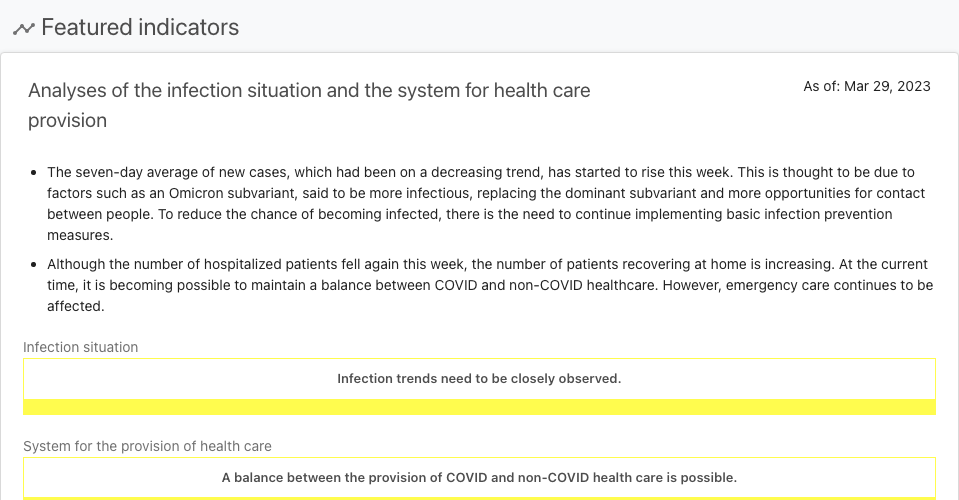 Featured indicators
Analyses of the infection situation and the system for health care
provision
As of: Mar 29, 2023
The seven-day average of new cases, which had been on a decreasing trend, has started to rise this week. This is thought to be due to
factors such as an Omicron subvariant, said to be more infectious, replacing the dominant subvariant and more opportunities for contact
between people. To reduce the chance of becoming infected, there is the need to continue implementing basic infection prevention
measures.
Although the number of hospitalized patients fell again this week, the number of patients recovering at home is increasing. At the current
time, it is becoming possible to maintain a balance between COVID and non-COVID healthcare. However, emergency care continues to be
affected.
Infection situation
Infection trends need to be closely observed.
System for the provision of health care
A balance between the provision of COVID and non-COVID health care is possible.